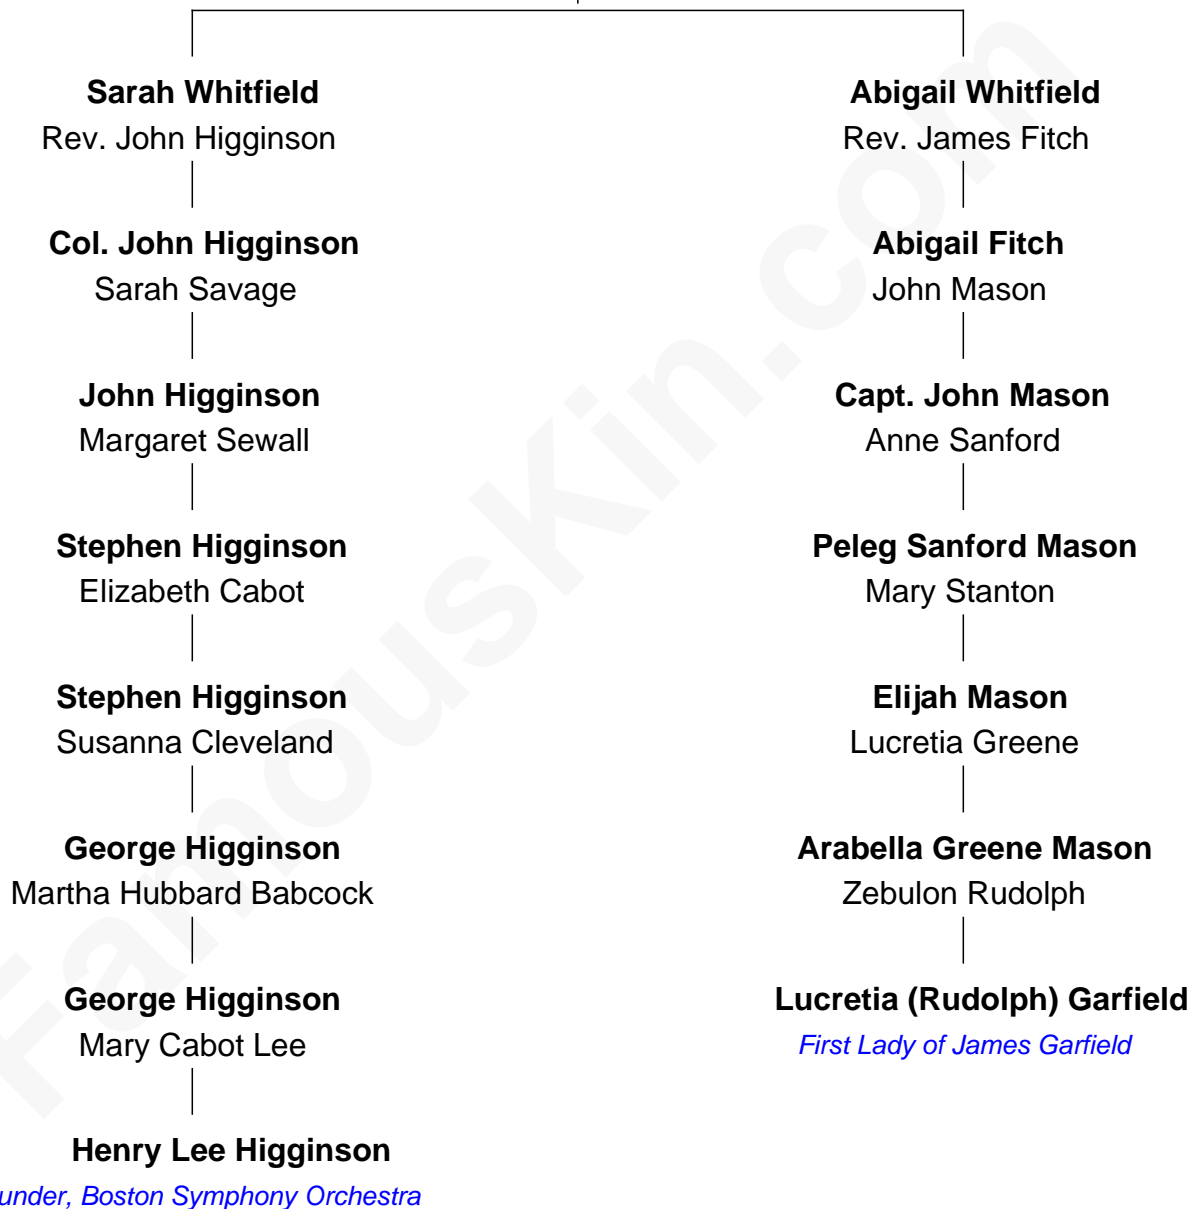 Sarah Whitfield
Rev. John Higginson
Abigail Whitfield
Rev. James Fitch
Col. John Higginson
Sarah Savage
Abigail Fitch
John Mason
John Higginson
Margaret Sewall
Capt. John Mason
Anne Sanford
Stephen Higginson
Elizabeth Cabot
Peleg Sanford Mason
Mary Stanton
Stephen Higginson
Susanna Cleveland
Elijah Mason
Lucretia Greene
George Higginson
Martha Hubbard Babcock
Arabella Greene Mason
Zebulon Rudolph
George Higginson
Mary Cabot Lee
Lucretia (Rudolph) Garfield
First Lady of James Garfield
Henry Lee Higginson
under, Boston Symphony Orchestra
FamousKin.com